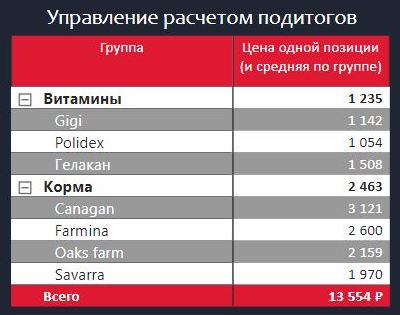 Управление расчетом подитогов
Группа Цена одной позиции
(и средняя по группе)
Витамины 1 235
Gigi 1 142
Polidex 1 054
Гелакан 1 508
Корма 2 463
Canagan 3 121
Farmina 2 600
Oaks farm 2 159
Savarra 1 970
Всего 13 554 ₽